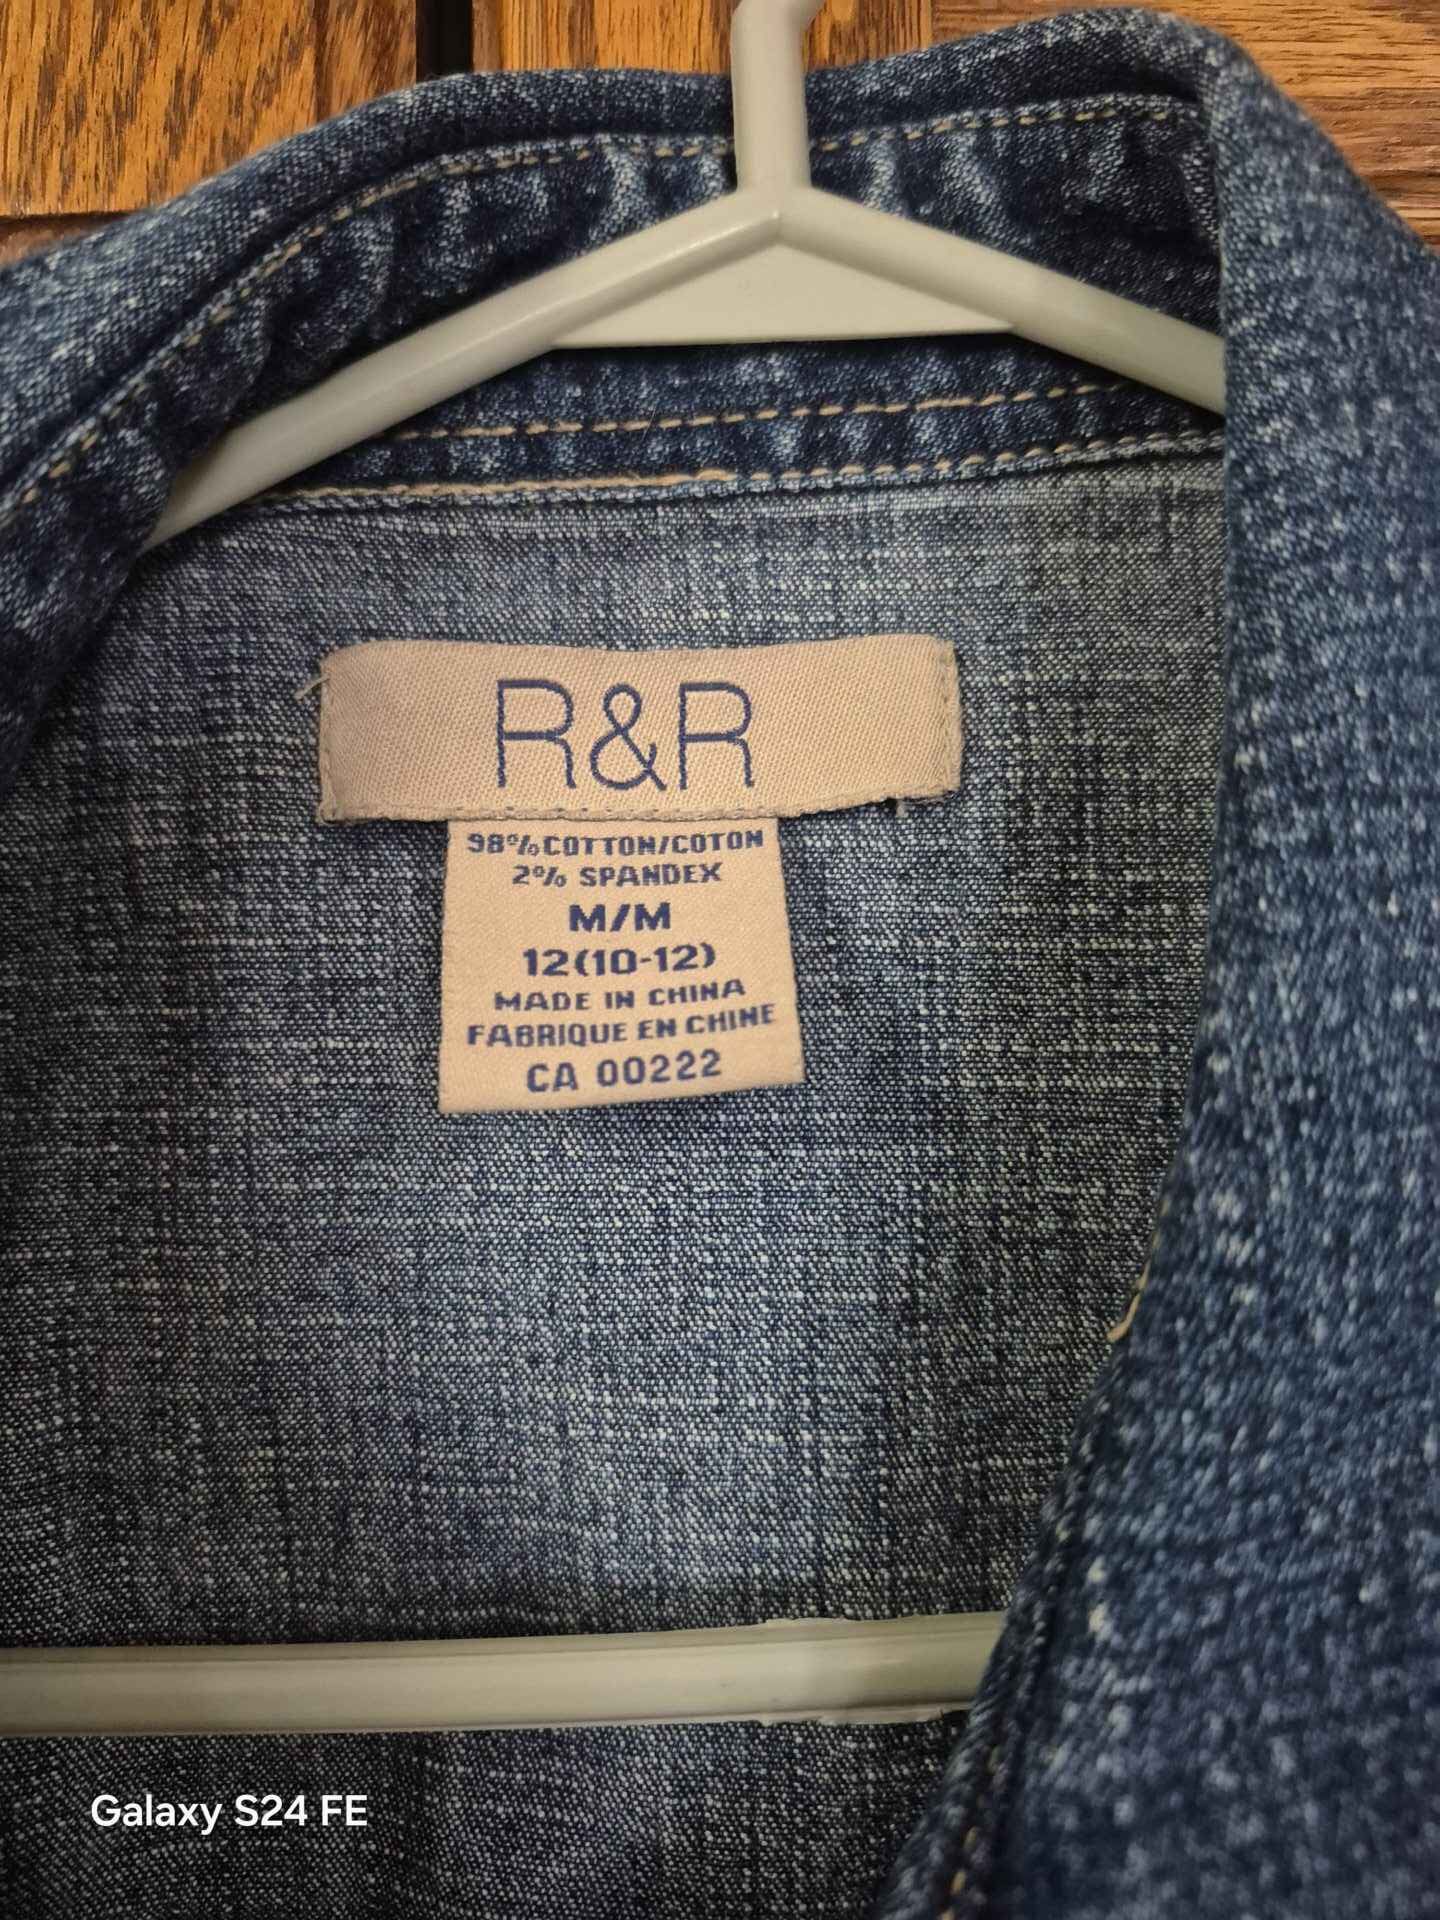 R&R
98% COTTON/COTON
2% SPANDEX
M/M
12(10-12)
MADE IN CHINA
FABRIQUE EN CHINE
CA 00222
Galaxy S24 FE